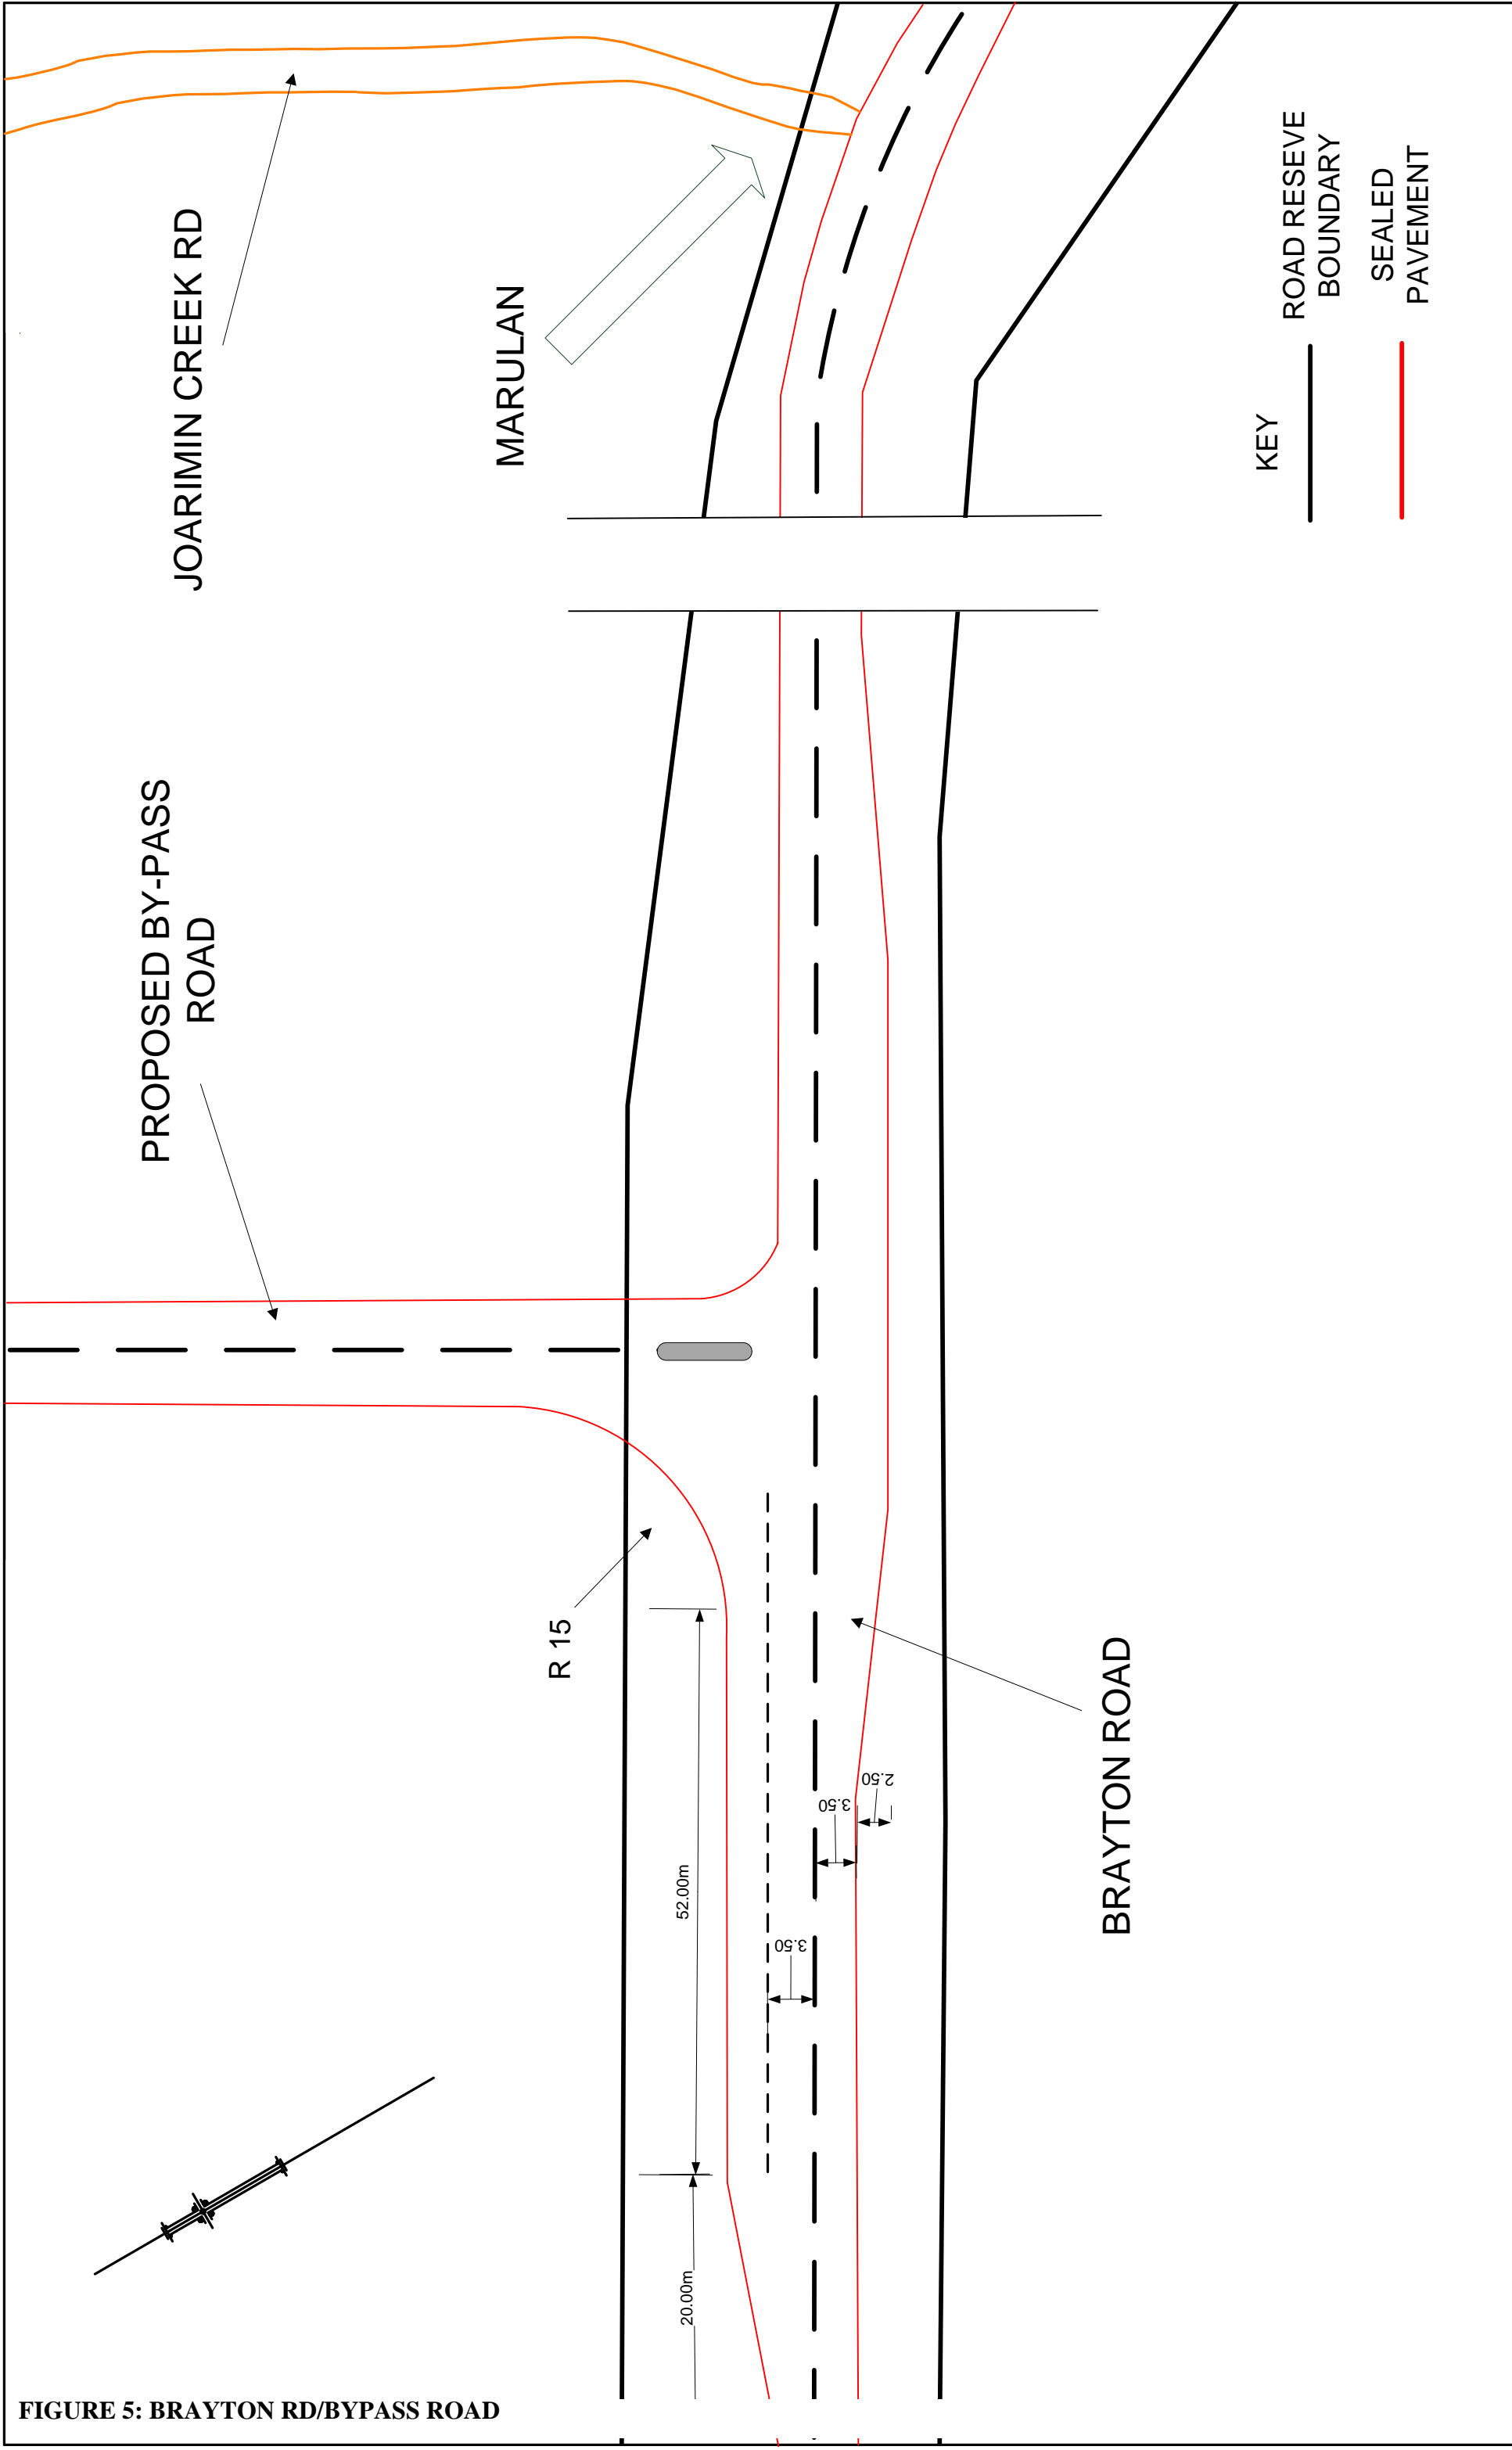 JOARIMIN CREEK RD
MARULAN
KEY
ROAD RESEVE
BOUNDARY
SEALED
PAVEMENT
PROPOSED BY-PASS
ROAD
R 15
52.00m
3.50
3.50
2.50
BRAYTON ROAD
20.00m
FIGURE 5: BRAYTON RD/BYPASS ROAD